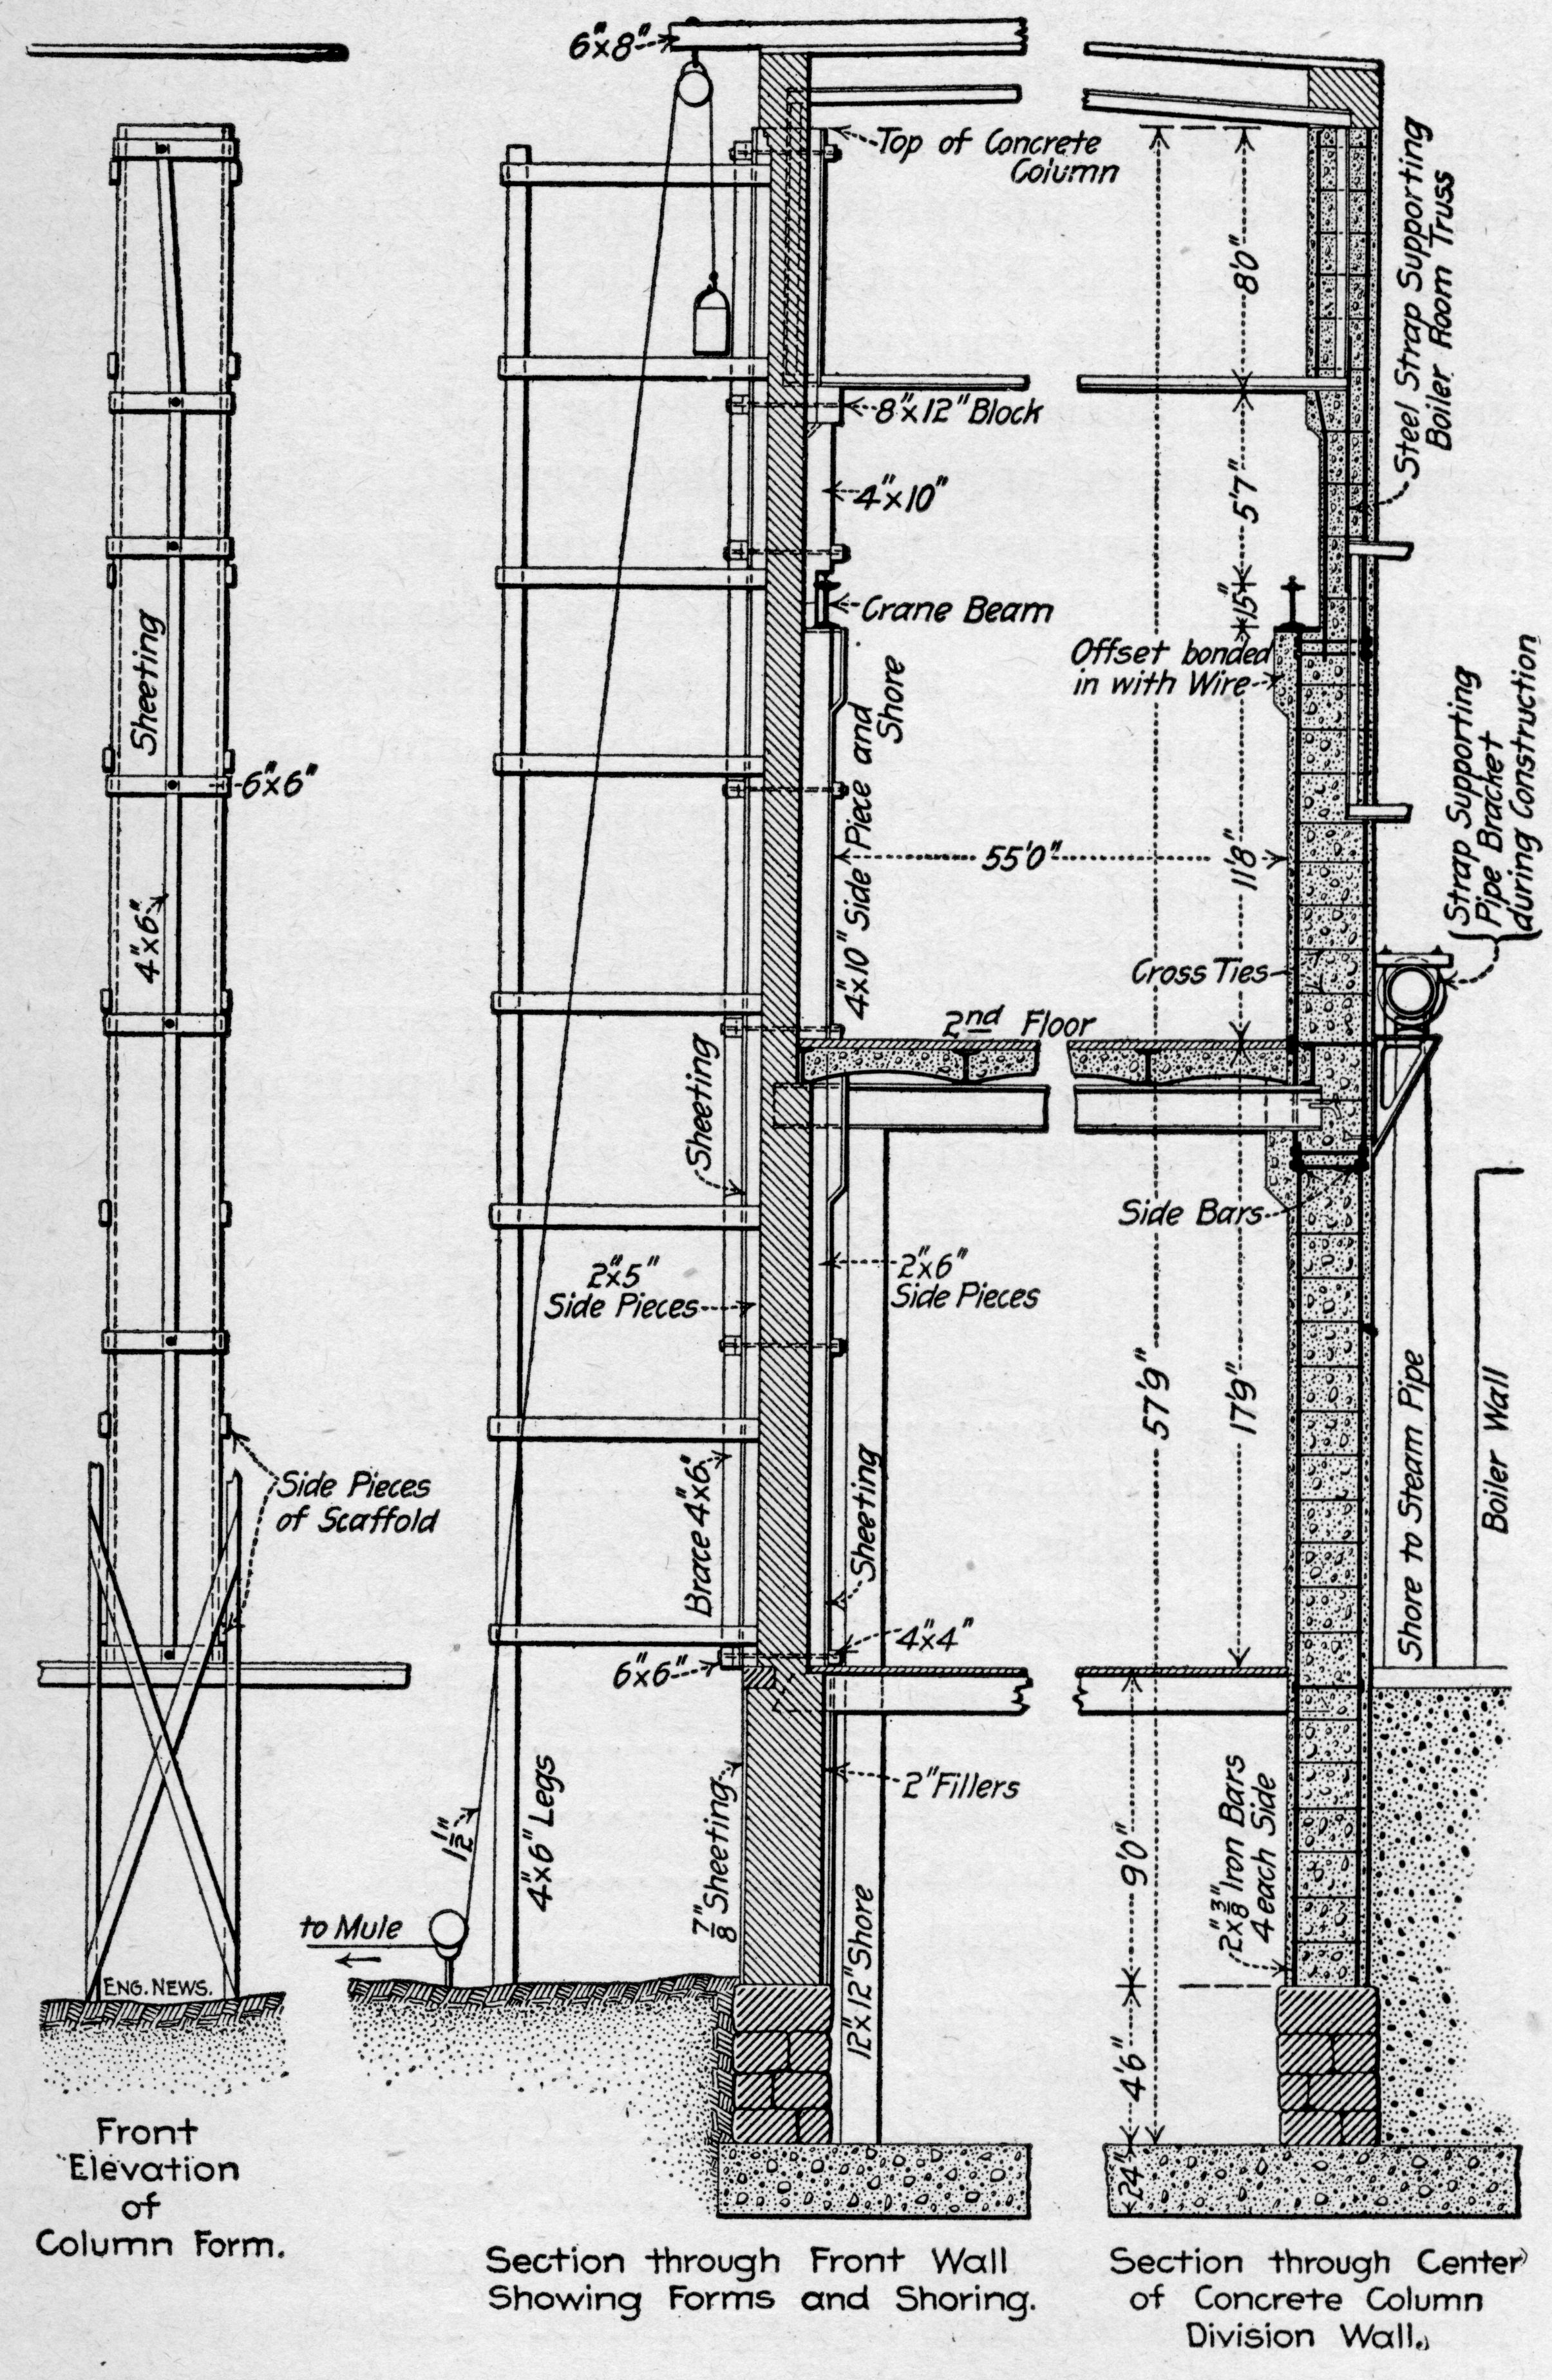 6"x8"
Top of Concrete
Column
8'0"
Steel Strap Supporting
Boiler Room Truss
8"x12" Block
4"x10"
5'7"
15"
Crane Beam
Sheeting
Offset bonded
in with Wire
6"x6"
4"x10" Side Piece and
Shore
Strap Supporting
Pipe Bracket
during Construction
55'0"
11'8"
4"x6"
Cross Ties
2nd Floor
Sheeting
Side Bars
2"x5"
Side Pieces
2"x6"
Side Pieces
57'9"
17'9"
Shore to Steam Pipe
Boiler Wall
Side Pieces
of Scaffold
Brace 4"x6"
Sheeting
4"x4"
6"x6"
1 1/2"
4"x6" Legs
7/8" Sheeting
2" Fillers
9'0"
2"x3/8" Iron Bars
4 each Side
to Mule
12"x12" Shore
ENG. NEWS.
4'6"
24"
Front
Elevation
of
Column Form.
Section through Front Wall
Showing Forms and Shoring.
Section through Center
of Concrete Column
Division Wall.